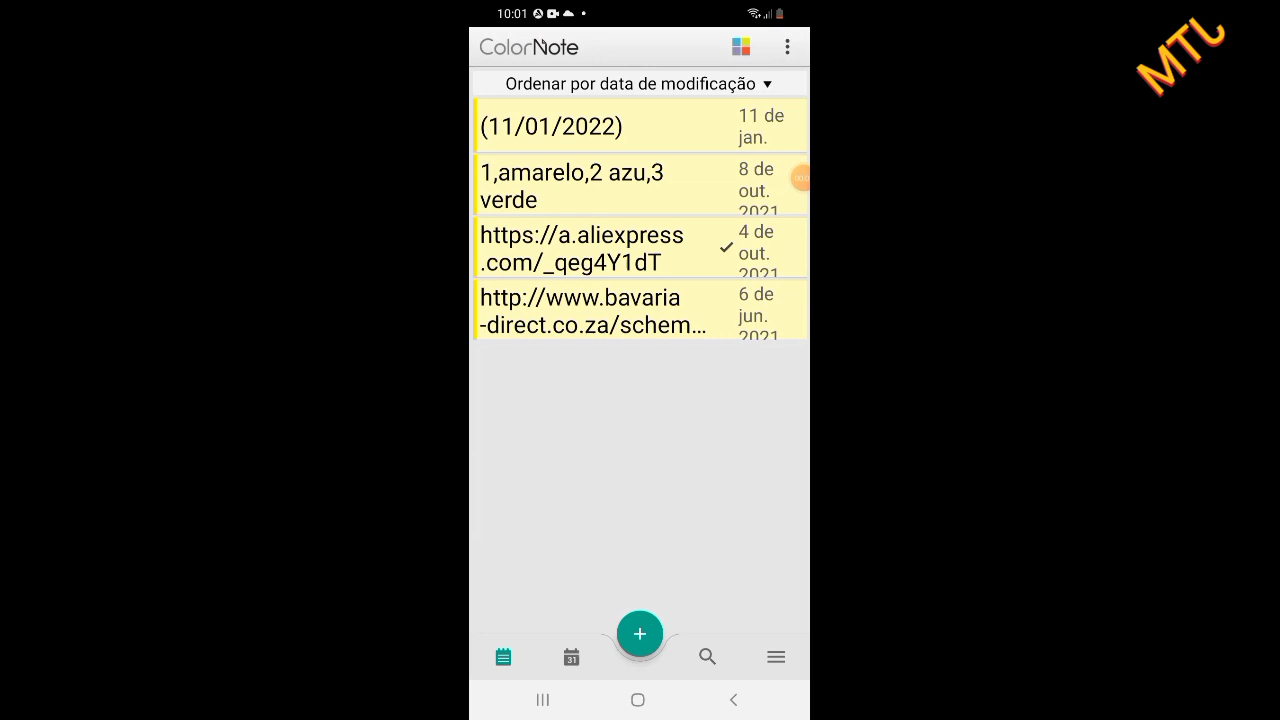 10:01
MTJ
ColorNote
Ordenar por data de modificação
(11/01/2022)
11 de
jan.
1,amarelo,2 azu,3
verde
8 de
out.
2021
https://a.aliexpress
.com/_qeg4Y1dT
4 de
out.
2021
http://www.bavaria
-direct.co.za/schem...
6 de
jun.
2021
31